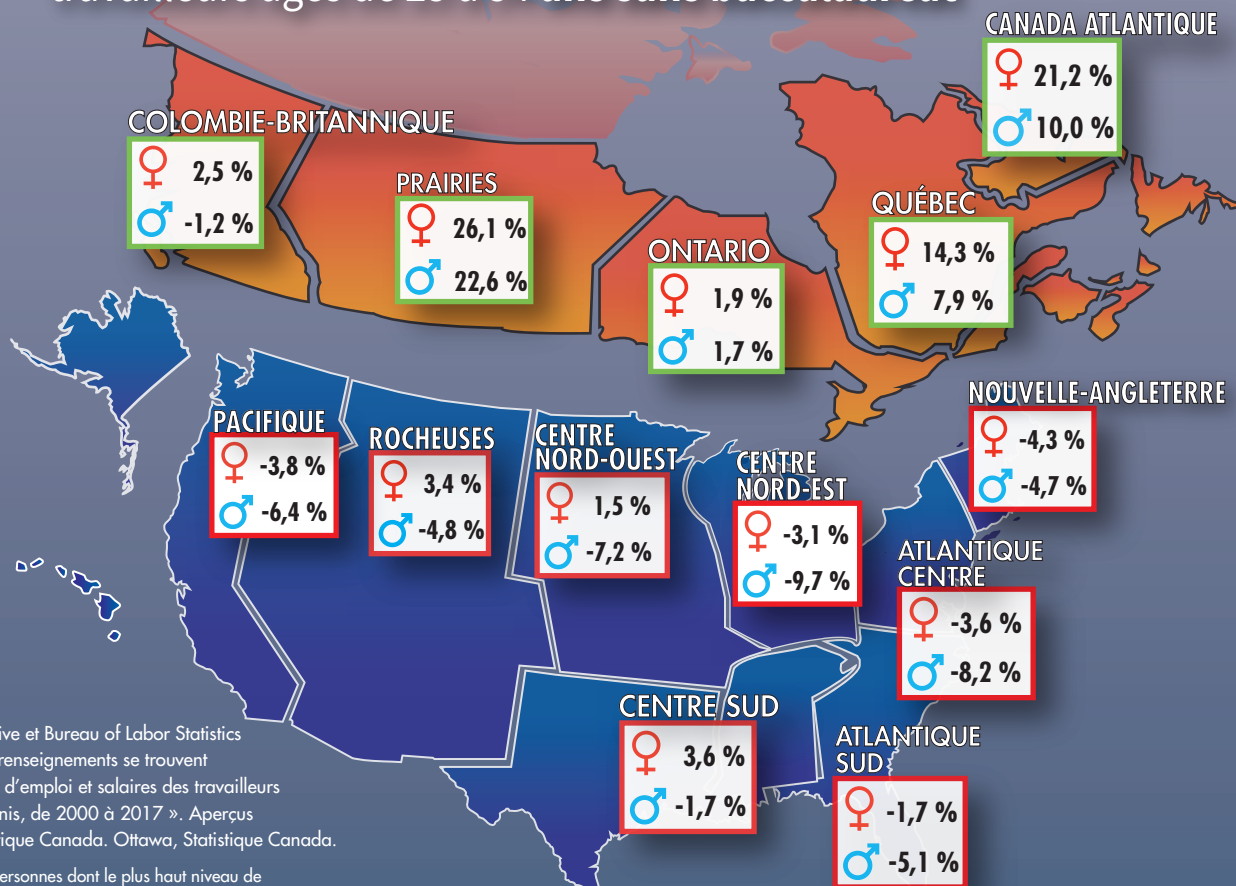 CANADA ATLANTIQUE
♀ 21,2 %
♂ 10,0 %
COLOMBIE-BRITANNIQUE
♀ 2,5 %
♂ -1,2 %
PRAIRIES
♀ 26,1 %
♂ 22,6 %
ONTARIO
♀ 1,9 %
♂ 1,7 %
QUÉBEC
♀ 14,3 %
♂ 7,9 %
PACIFIQUE
♀ -3,8 %
♂ -6,4 %
ROCHEUSES
♀ 3,4 %
♂ -4,8 %
CENTRE
NORD-OUEST
♀ 1,5 %
♂ -7,2 %
CENTRE
NORD-EST
♀ -3,1 %
♂ -9,7 %
NOUVELLE-ANGLETERRE
♀ -4,3 %
♂ -4,7 %
ATLANTIQUE
CENTRE
♀ -3,6 %
♂ -8,2 %
CENTRE SUD
♀ 3,6 %
♂ -1,7 %
ATLANTIQUE
SUD
♀ -1,7 %
♂ -5,1 %
ive et Bureau of Labor Statistics
renseignements se trouvent
d'emploi et salaires des travailleurs
nis, de 2000 à 2017 ». Aperçus
tique Canada. Ottawa, Statistique Canada.
ersonnes dont le plus haut niveau de